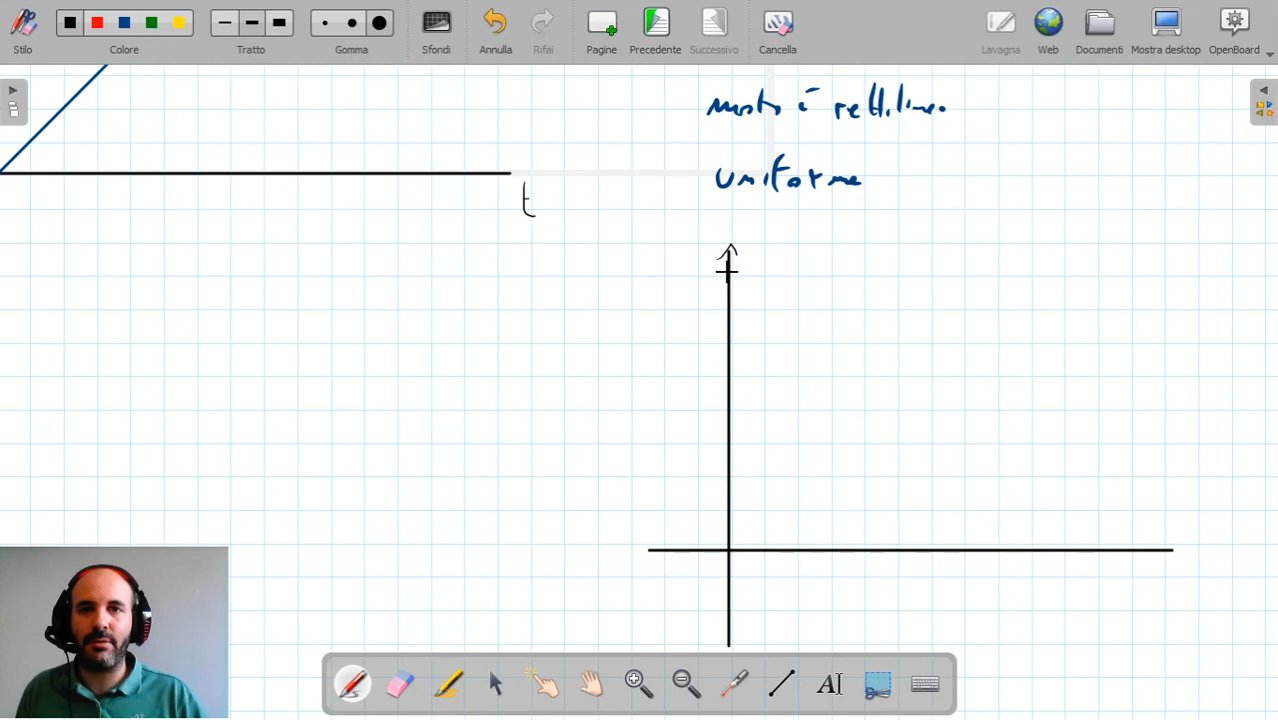 Stilo
Colore
Tratto
Gomma
Sfondi
Annulla
Rifai
Pagine
Precedente
Successivo
Cancella
Lavagna
Web
Documenti
Mostra desktop
OpenBoard
moto è rettilineo
uniforme
t